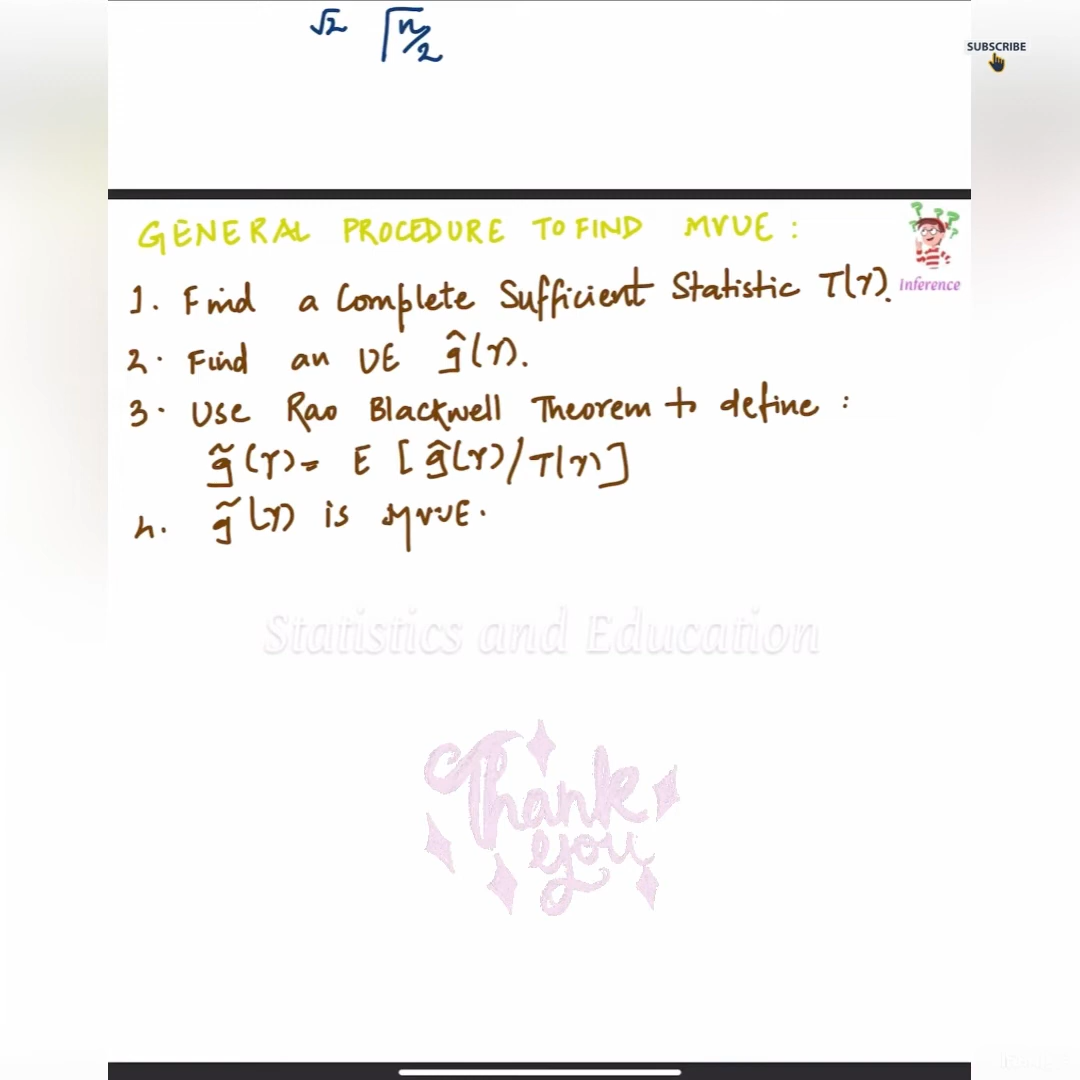 √2 Γn/2
SUBSCRIBE
GENERAL PROCEDURE TO FIND MVUE :
1. Find a Complete Sufficient Statistic T(Y).
Inference
2. Find an UE ĝ(Y).
3. Use Rao Blackwell Theorem to define :
g̃(Y) = E [ĝ(Y)/T(Y)]
4. g̃(Y) is MVUE.
Statistics and Education
Thank
you